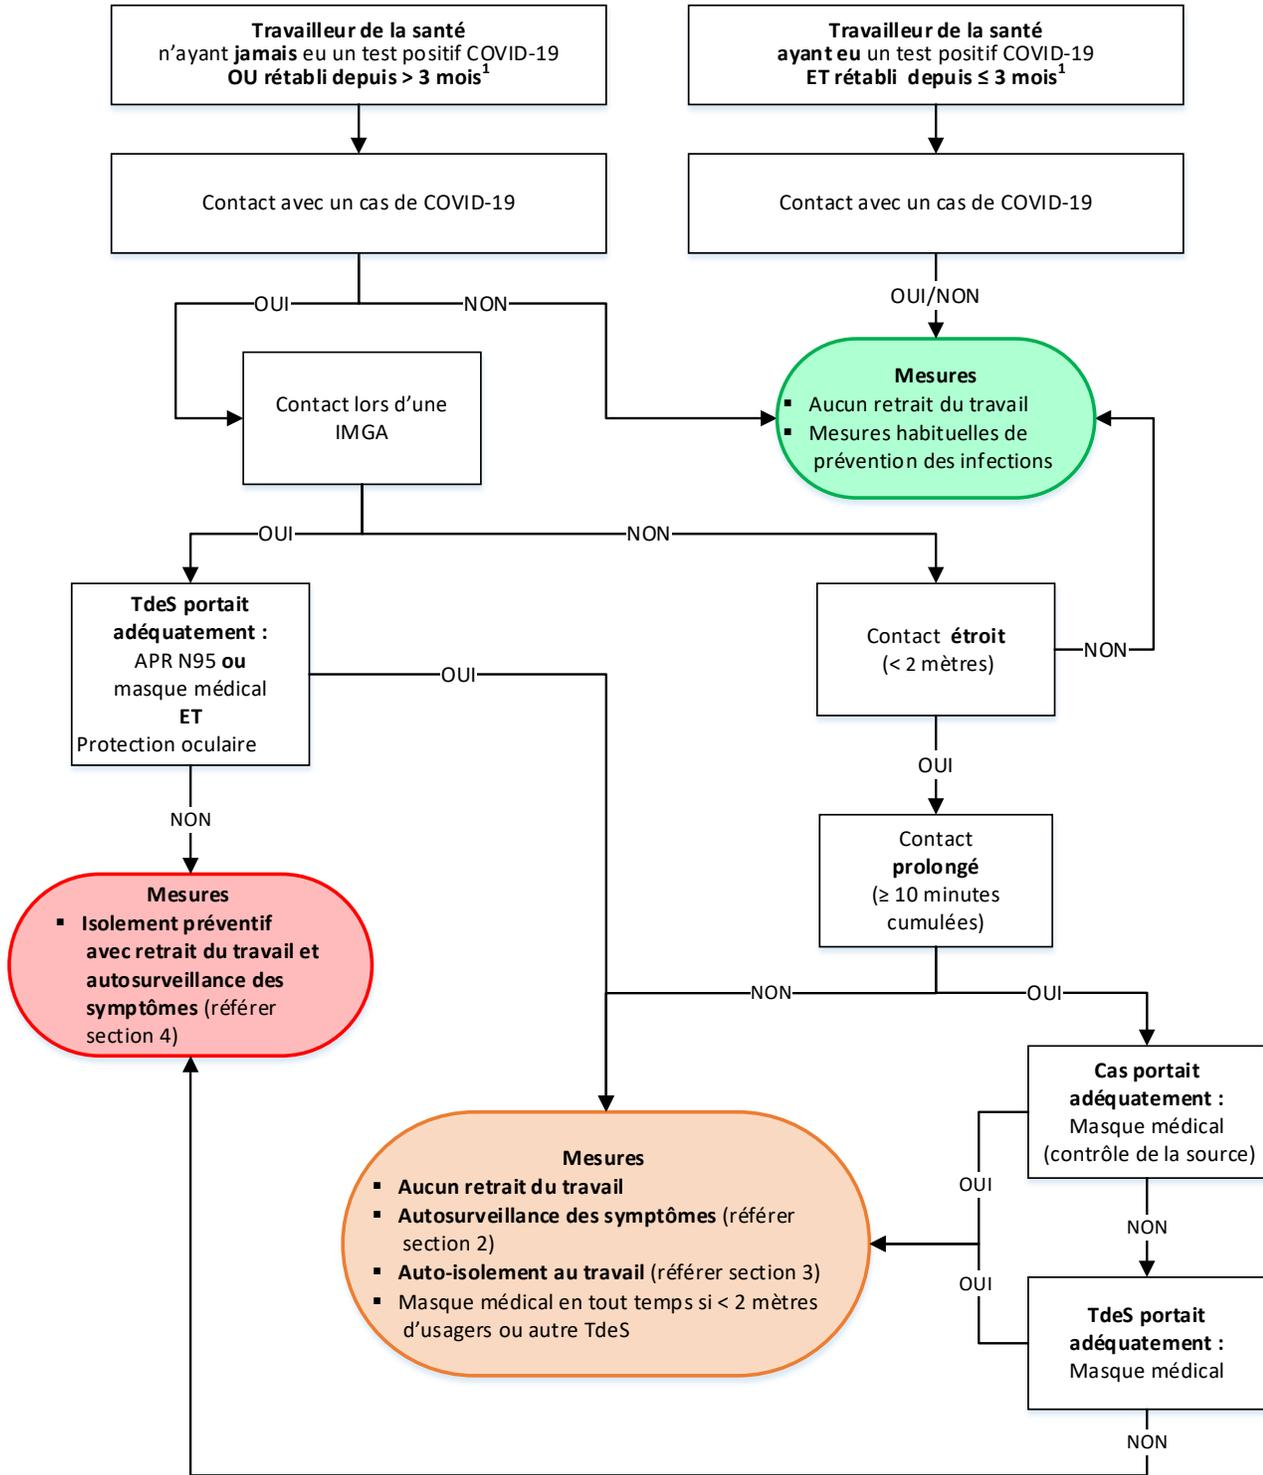 Travailleur de la santé
n’ayant jamais eu un test positif COVID-19
OU rétabli depuis > 3 mois1
Travailleur de la santé
ayant eu un test positif COVID-19
ET rétabli depuis ≤ 3 mois1
Contact avec un cas de COVID-19
Contact avec un cas de COVID-19
OUI
NON
OUI/NON
Contact lors d’une
IMGA
Mesures
▪ Aucun retrait du travail
▪ Mesures habituelles de
prévention des infections
OUI
NON
TdeS portait
adéquatement :
APR N95 ou
masque médical
ET
Protection oculaire
OUI
Contact étroit
(< 2 mètres)
NON
OUI
NON
Contact
prolongé
(≥ 10 minutes
cumulées)
Mesures
▪ Isolement préventif
avec retrait du travail et
autosurveillance des
symptômes (référer
section 4)
NON
OUI
Cas portait
adéquatement :
Masque médical
(contrôle de la source)
Mesures
▪ Aucun retrait du travail
▪ Autosurveillance des symptômes (référer
section 2)
▪ Auto-isolement au travail (référer section 3)
▪ Masque médical en tout temps si < 2 mètres
d’usagers ou autre TdeS
OUI
NON
OUI
TdeS portait
adéquatement :
Masque médical
NON